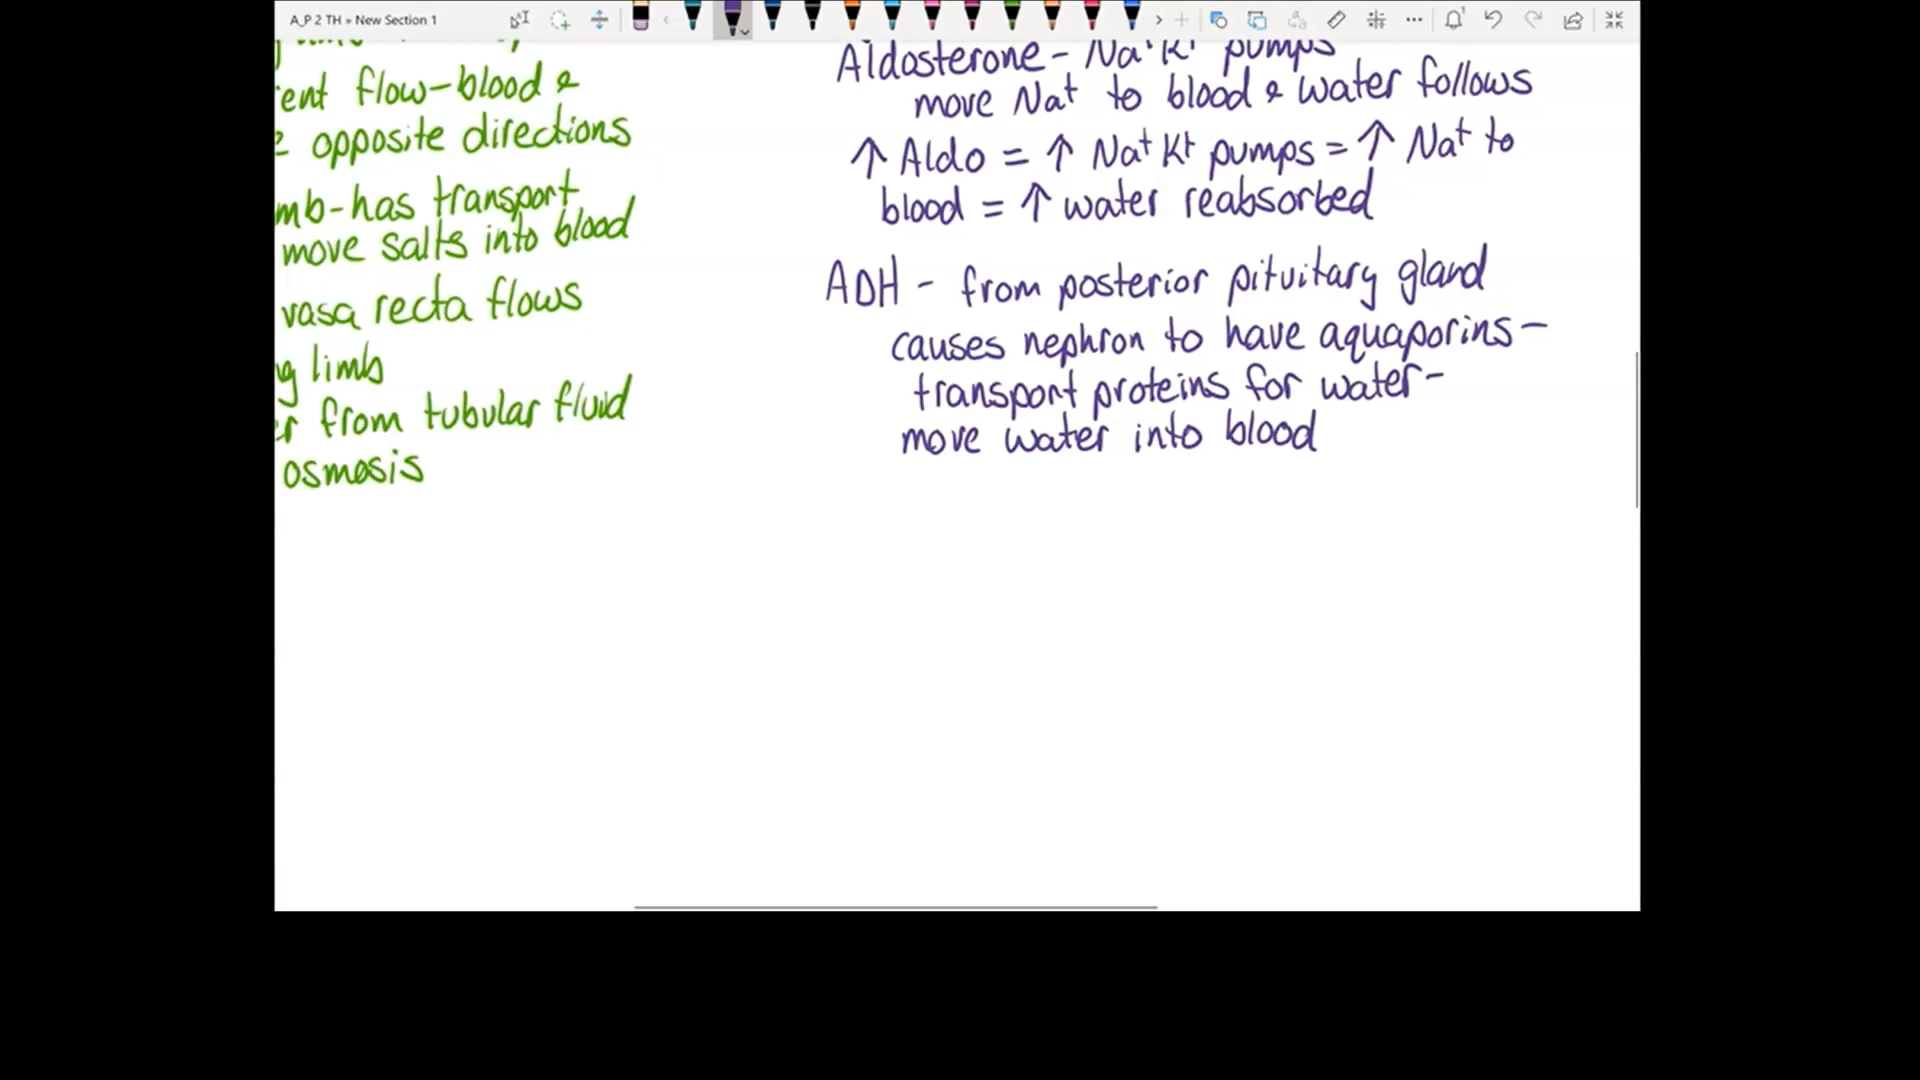 A_P 2 TH » New Section 1
ent flow-blood &
opposite directions
mb-has transport
move salts into blood
vasa recta flows
g limb
r from tubular fluid
osmosis
Aldosterone - Na+ K+ pumps
move Na+ to blood & water follows
↑ Aldo = ↑ Na+ K+ pumps = ↑ Na+ to
blood = ↑ water reabsorbed
ADH - from posterior pituitary gland
causes nephron to have aquaporins-
transport proteins for water-
move water into blood